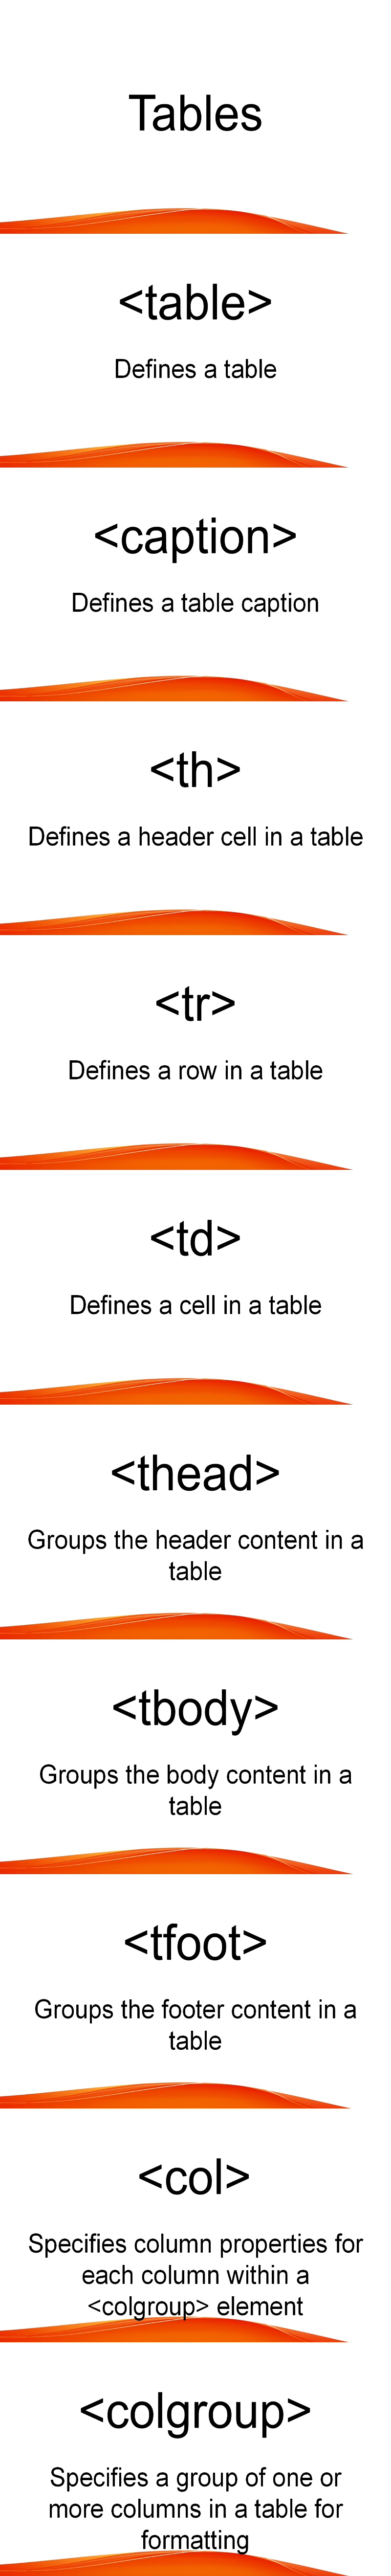 Tables
<table>
Defines a table
<caption>
Defines a table caption
<th>
Defines a header cell in a table
<tr>
Defines a row in a table
<td>
Defines a cell in a table
<thead>
Groups the header content in a
table
<tbody>
Groups the body content in a
table
<tfoot>
Groups the footer content in a
table
<col>
Specifies column properties for
each column within a
<colgroup> element
<colgroup>
Specifies a group of one or
more columns in a table for
formatting